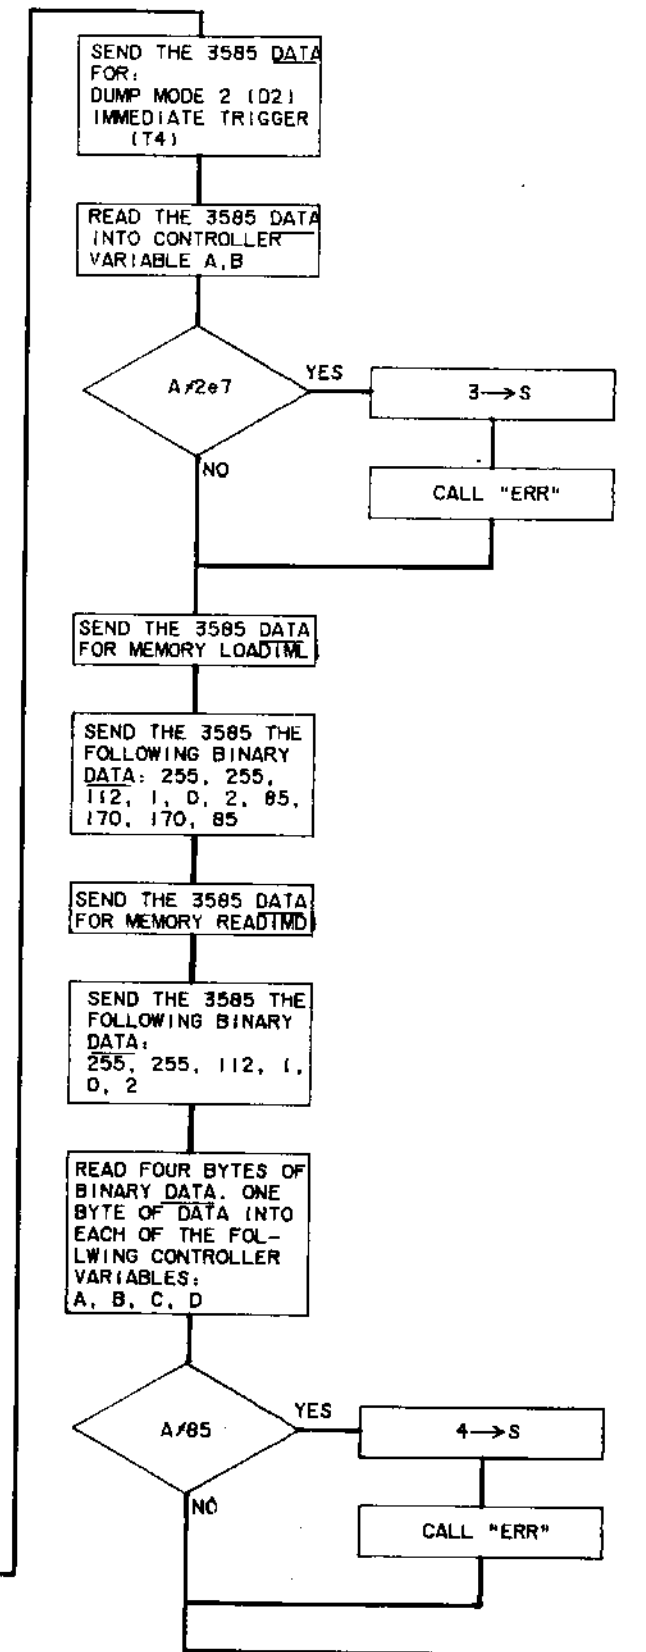 SEND THE 3585 DATA
FOR:
DUMP MODE 2 (D2)
IMMEDIATE TRIGGER
(T4)
READ THE 3585 DATA
INTO CONTROLLER
VARIABLE A,B
A≠2e7
YES
3→S
NO
CALL "ERR"
SEND THE 3585 DATA
FOR MEMORY LOAD(ML)
SEND THE 3585 THE
FOLLOWING BINARY
DATA: 255, 255,
112, 1, 0, 2, 85,
170, 170, 85
SEND THE 3585 DATA
FOR MEMORY READ(MD)
SEND THE 3585 THE
FOLLOWING BINARY
DATA:
255, 255, 112, 1,
0, 2
READ FOUR BYTES OF
BINARY DATA. ONE
BYTE OF DATA INTO
EACH OF THE FOL-
LWING CONTROLLER
VARIABLES:
A, B, C, D
A≠85
YES
4→S
NO
CALL "ERR"